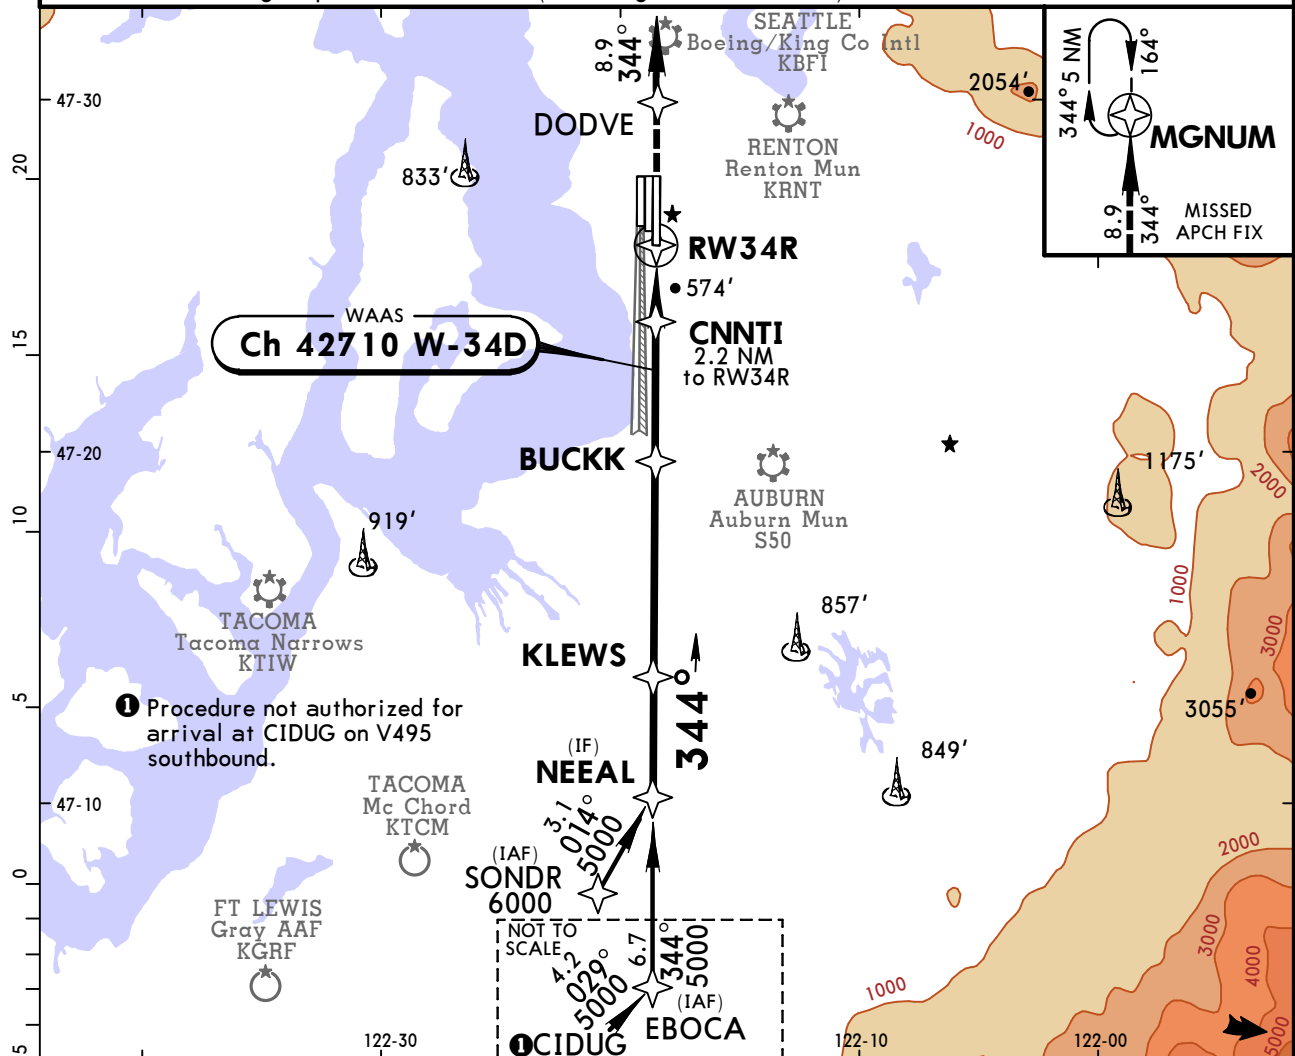 SEATTLE
Boeing/King Co Intl
KBFI
8.9
344°
2054'
1000
47-30
DODVE
RENTON
Renton Mun
KRNT
344° 5 NM
164°
MGNUM
8.9
344°
MISSED
APCH FIX
833'
20
RW34R
574'
WAAS
Ch 42710 W-34D
CNNTI
2.2 NM
to RW34R
15
47-20
BUCKK
1175'
2000
AUBURN
Auburn Mun
S50
10
919'
1000
857'
TACOMA
Tacoma Narrows
KTIW
KLEWS
3000
5
1 Procedure not authorized for
arrival at CIDUG on V495
southbound.
344°
3055'
(IF)
NEEAL
849'
TACOMA
Mc Chord
KTCM
47-10
3.1
014°
5000
2000
(IAF)
SONDR
6000
0
FT LEWIS
Gray AAF
KGRF
NOT TO
SCALE
4.2
029°
5000
6.7
344°
5000
3000
4000
1000
(IAF)
EBOCA
1 CIDUG
5000
5
122-30
122-10
122-00